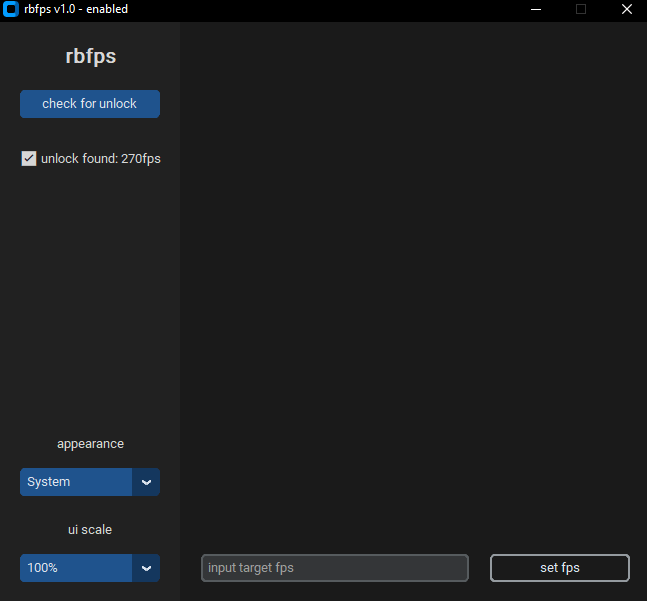 rbfps v1.0 - enabled
rbfps
check for unlock
unlock found: 270fps
appearance
System
ui scale
100%
input target fps
set fps